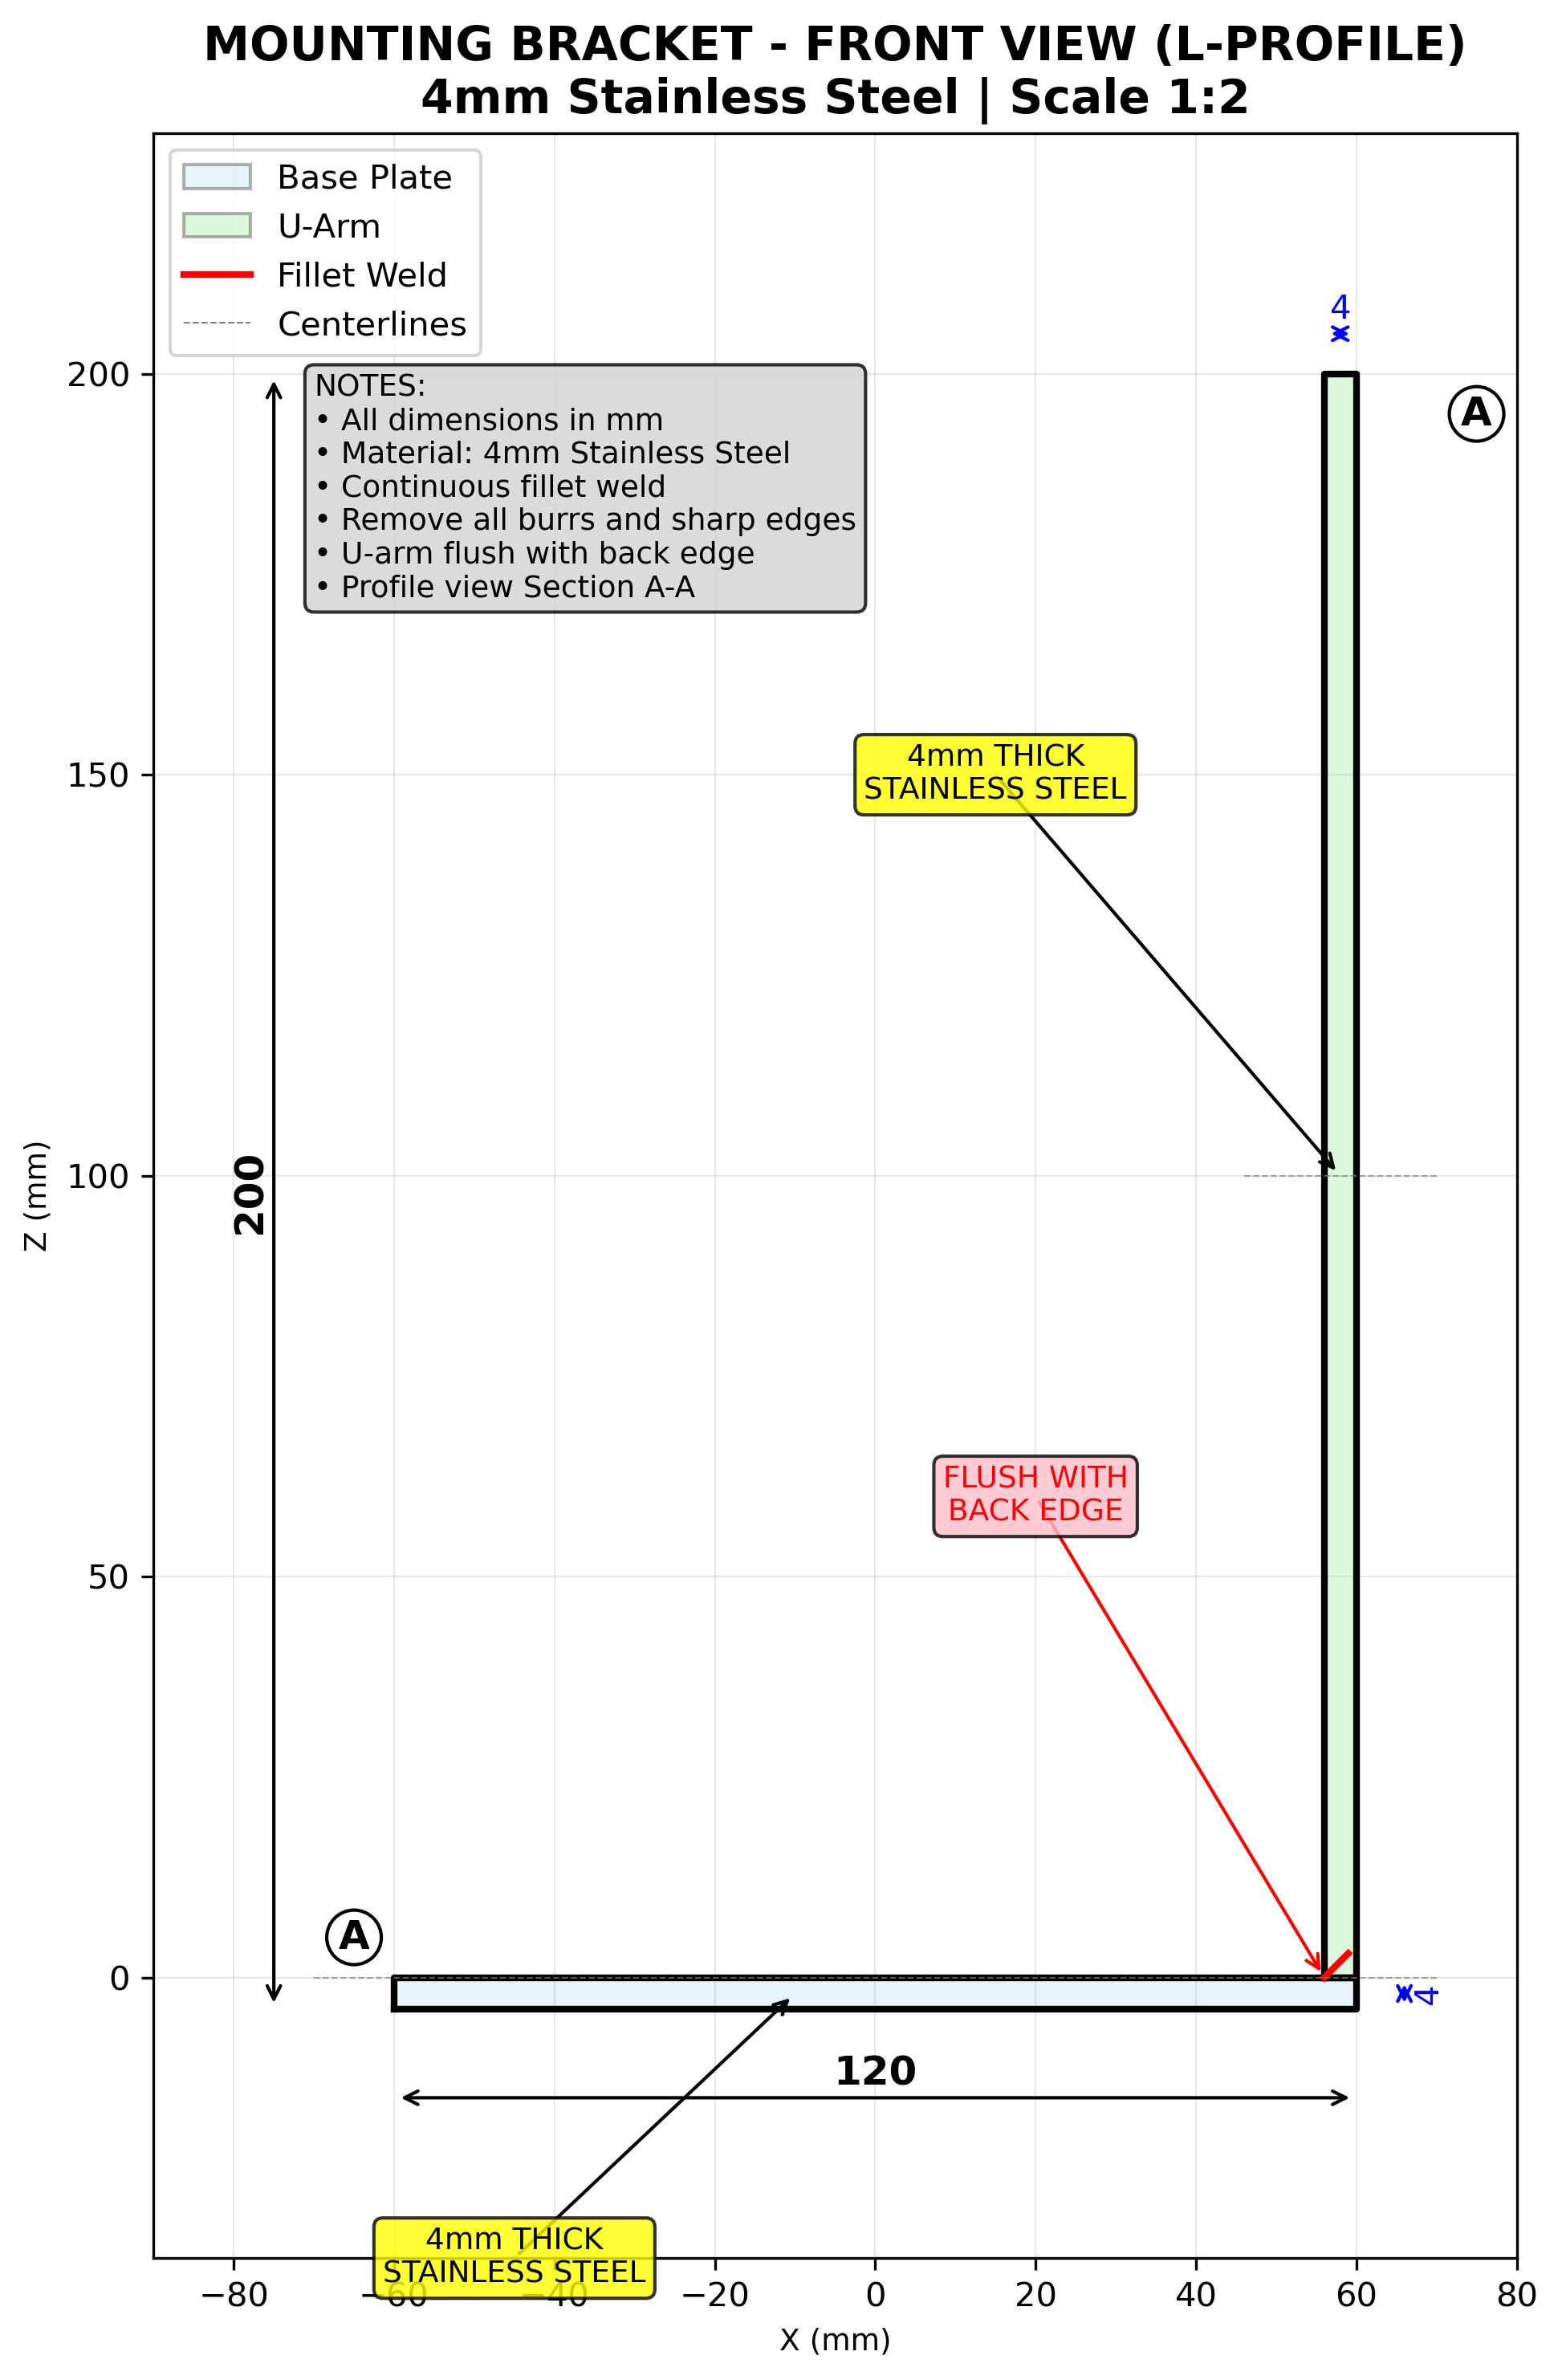 MOUNTING BRACKET - FRONT VIEW (L-PROFILE)
4mm Stainless Steel | Scale 1:2
Base Plate
U-Arm
Fillet Weld
Centerlines
4
200
A
NOTES:
• All dimensions in mm
• Material: 4mm Stainless Steel
• Continuous fillet weld
• Remove all burrs and sharp edges
• U-arm flush with back edge
• Profile view Section A-A
4mm THICK
STAINLESS STEEL
150
200
Z (mm)
100
FLUSH WITH
BACK EDGE
50
A
0
4
120
4mm THICK
STAINLESS STEEL
−80
−60
−40
−20
0
20
40
60
80
X (mm)